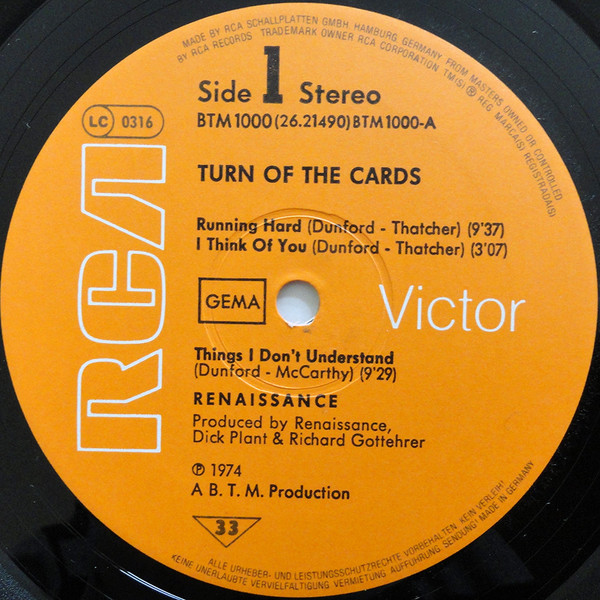 MADE BY RCA SCHALLPLATTEN GMBH, HAMBURG, GERMANY, FROM MASTERS OWNED OR CONTROLLED
BY RCA RECORDS TRADEMARK OWNER RCA CORPORATION TM(S) ® REG. MARCA(S) REGISTRADA(S)
Side 1 Stereo
LC 0316
BTM 1000 (26.21490) BTM 1000-A
TURN OF THE CARDS
Running Hard (Dunford - Thatcher) (9'37)
I Think Of You (Dunford - Thatcher) (3'07)
RCA
GEMA
Victor
Things I Don't Understand
(Dunford - McCarthy) (9'29)
RENAISSANCE
Produced by Renaissance,
Dick Plant & Richard Gottehrer
℗ 1974
A B. T. M. Production
33
ALLE URHEBER- UND LEISTUNGSSCHUTZRECHTE VORBEHALTEN. KEIN VERLEIH!
KEINE UNERLAUBTE VERVIELFÄLTIGUNG, VERMIETUNG, AUFFÜHRUNG, SENDUNG! MADE IN GERMANY